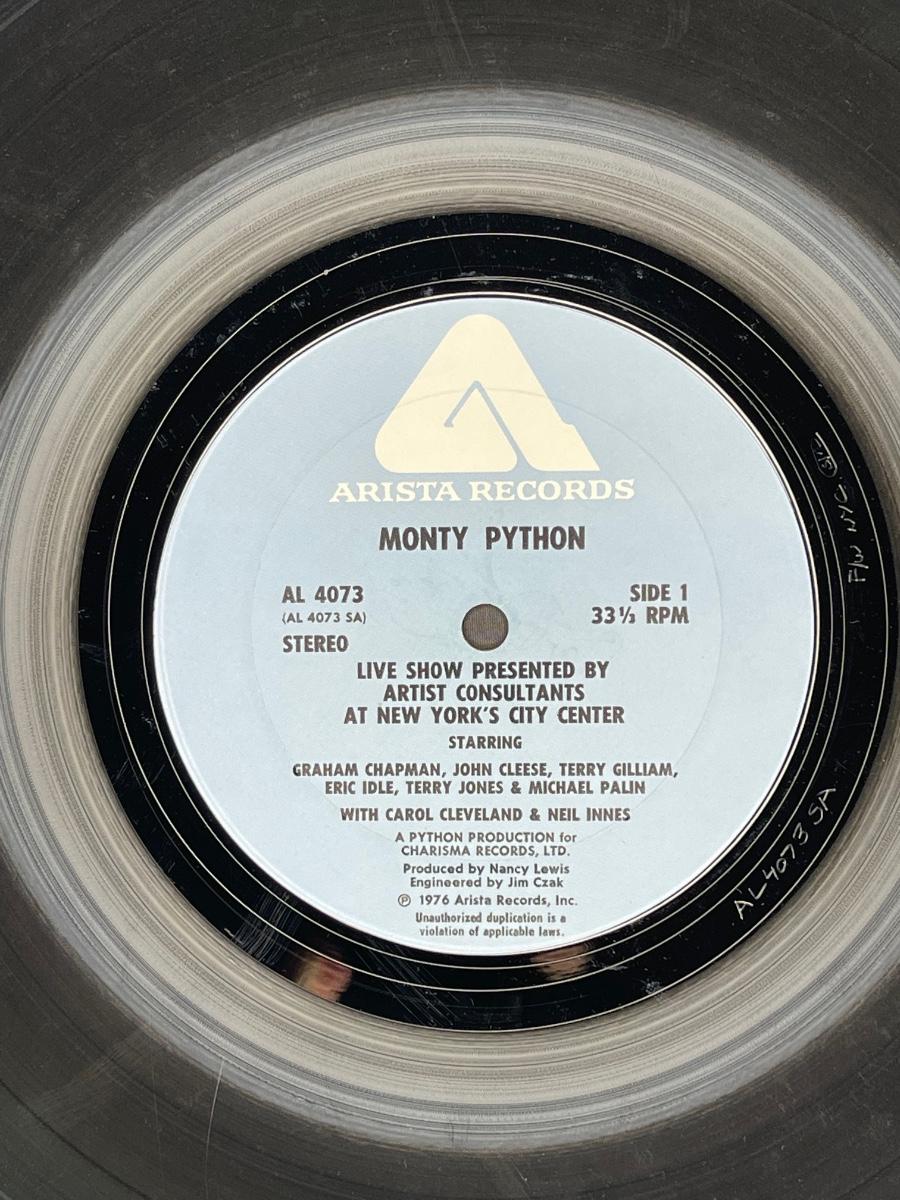 ARISTA RECORDS
MONTY PYTHON
AL 4073
(AL 4073 SA)
STEREO
SIDE 1
33⅓ RPM
LIVE SHOW PRESENTED BY
ARTIST CONSULTANTS
AT NEW YORK'S CITY CENTER
STARRING
GRAHAM CHAPMAN, JOHN CLEESE, TERRY GILLIAM,
ERIC IDLE, TERRY JONES & MICHAEL PALIN
WITH CAROL CLEVELAND & NEIL INNES
A PYTHON PRODUCTION for
CHARISMA RECORDS, LTD.
Produced by Nancy Lewis
Engineered by Jim Czak
℗ 1976 Arista Records, Inc.
Unauthorized duplication is a
violation of applicable laws.
AL4073 SA
F/W NYC